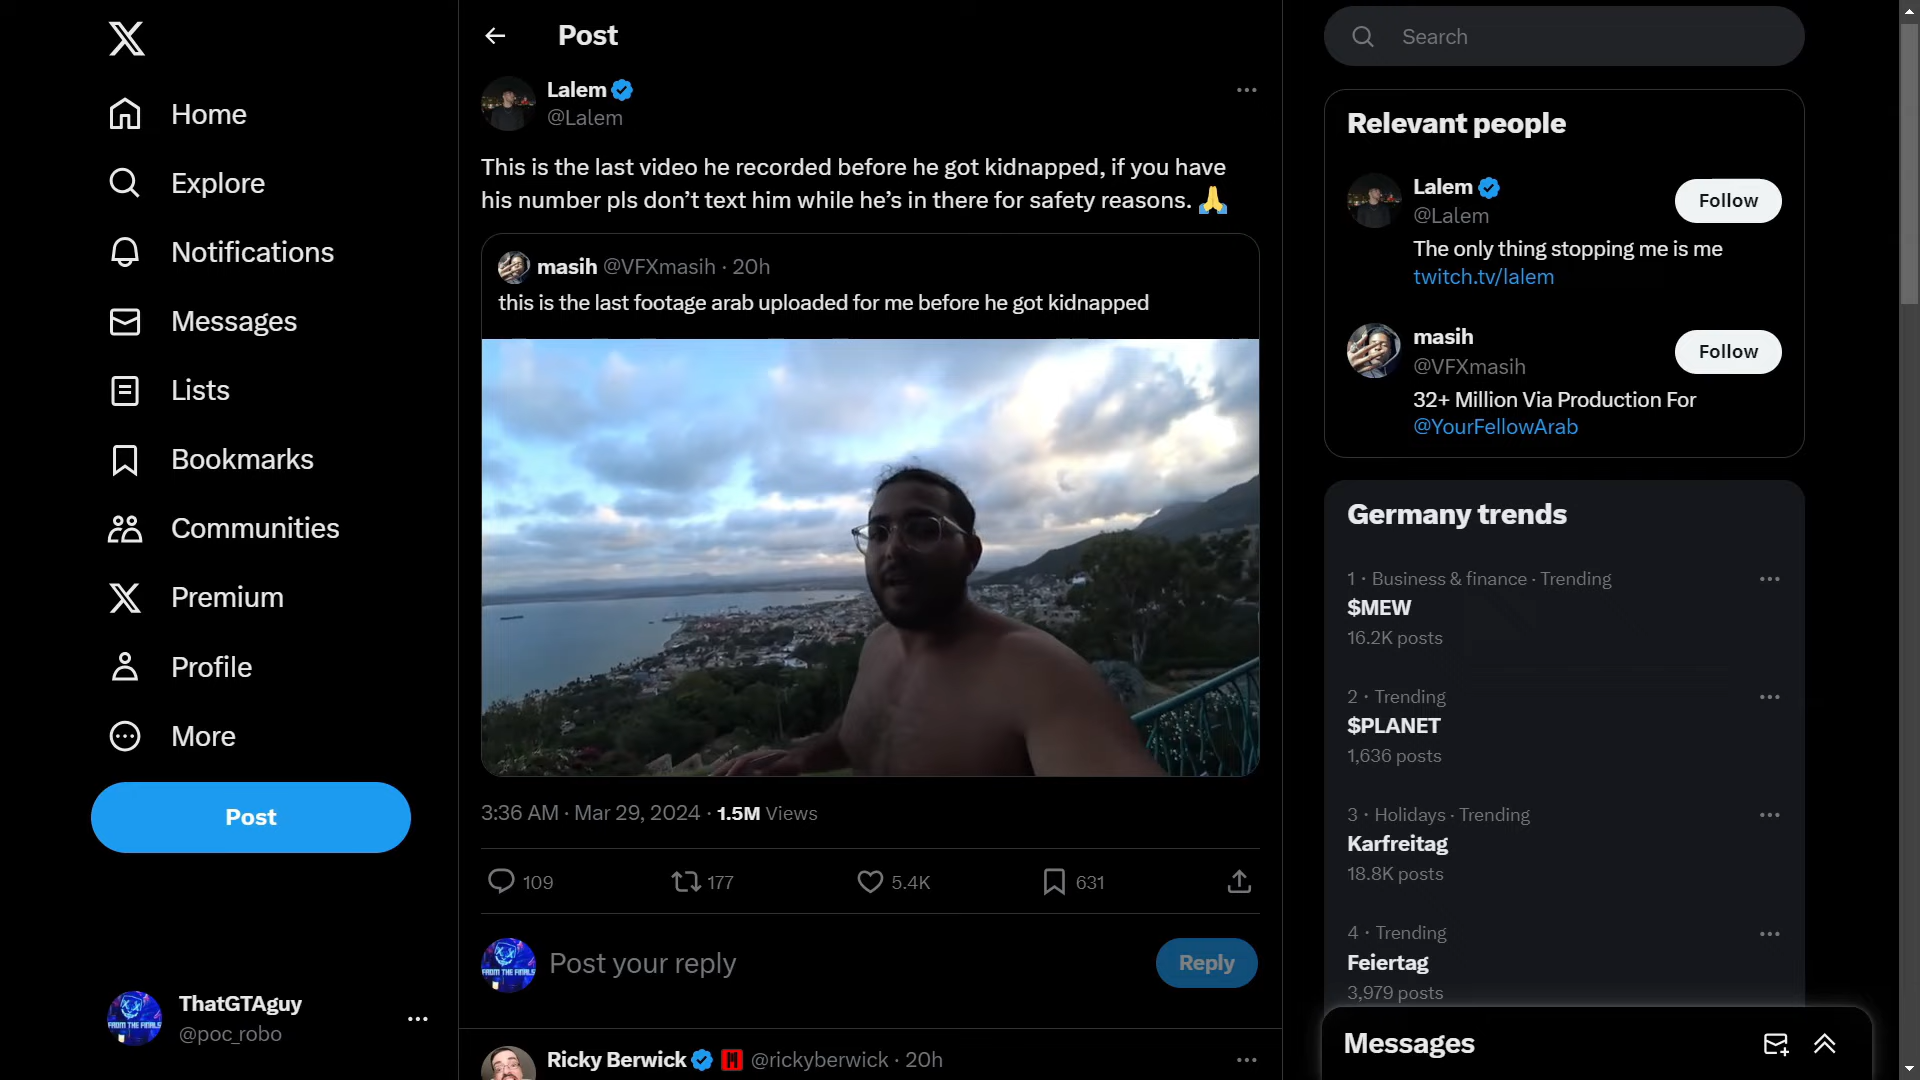 Home
Explore
Notifications
Messages
Lists
Bookmarks
Communities
Premium
Profile
More
Post
ThatGTAguy
@poc_robo
Post
Lalem
@Lalem
This is the last video he recorded before he got kidnapped, if you have
his number pls don’t text him while he’s in there for safety reasons. 🙏
masih @VFXmasih · 20h
this is the last footage arab uploaded for me before he got kidnapped
3:36 AM · Mar 29, 2024 · 1.5M Views
109 177 5.4K 631
FROM THE FINALS
Post your reply
Reply
Ricky Berwick @rickyberwick · 20h
Search
Relevant people
Lalem
@Lalem
Follow
The only thing stopping me is me
twitch.tv/lalem
masih
@VFXmasih
Follow
32+ Million Via Production For
@YourFellowArab
Germany trends
1 · Business & finance · Trending
$MEW
16.2K posts
2 · Trending
$PLANET
1,636 posts
3 · Holidays · Trending
Karfreitag
18.8K posts
4 · Trending
Feiertag
3,979 posts
Messages
FROM THE FINALS